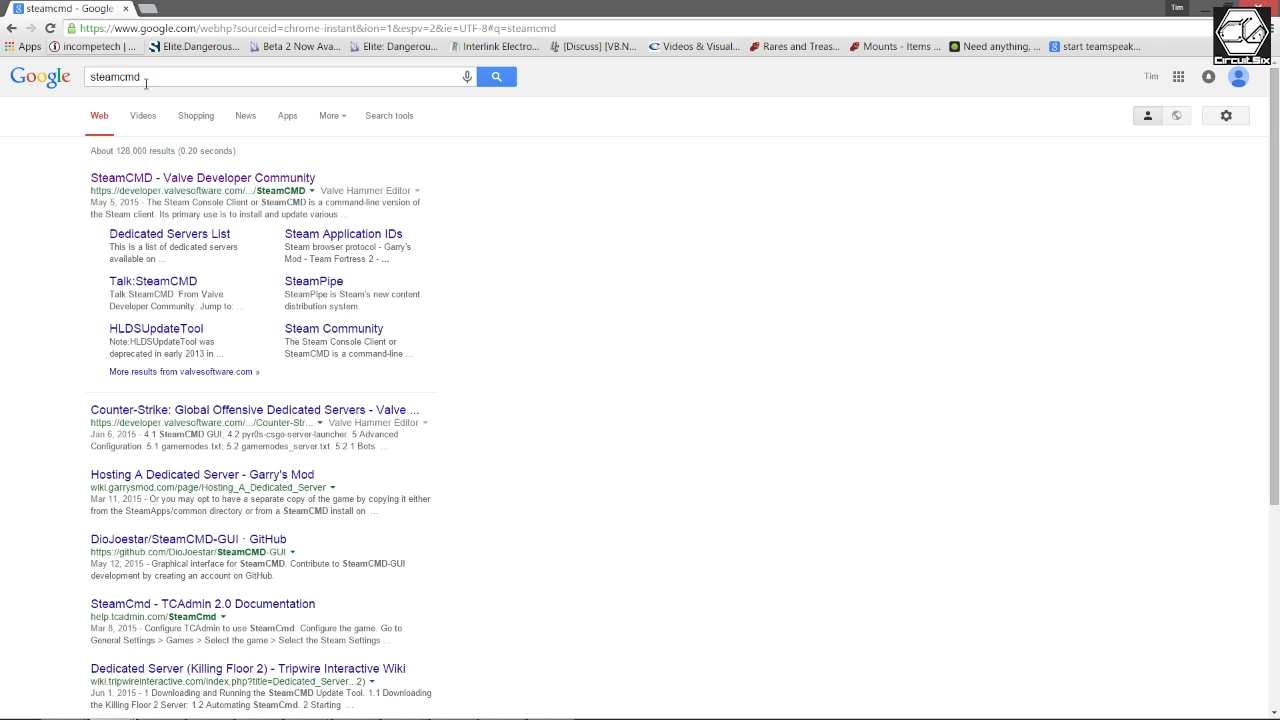 steamcmd - Google
Tim
https://www.google.com/webhp?sourceid=chrome-instant&ion=1&espv=2&ie=UTF-8#q=steamcmd
Apps incompetech | ... Elite.Dangerous... Beta 2 Now Ava... Elite: Dangerous... Interlink Electro... [Discuss] [VB.N... Videos & Visual... Rares and Treas... Mounts - Items ... Need anything, ... start teamspeak...
CIRCUITSIX
Google
steamcmd
Tim
Web Videos Shopping News Apps More Search tools
About 128,000 results (0.20 seconds)
SteamCMD - Valve Developer Community
https://developer.valvesoftware.com/.../SteamCMD Valve Hammer Editor
May 5, 2015 - The Steam Console Client or SteamCMD is a command-line version of
the Steam client. Its primary use is to install and update various ...
Dedicated Servers List
This is a list of dedicated servers
available on ...
Steam Application IDs
Steam browser protocol - Garry's
Mod - Team Fortress 2 - ...
Talk:SteamCMD
Talk SteamCMD. From Valve
Developer Community. Jump to: ...
SteamPipe
SteamPipe is Steam's new content
distribution system.
HLDSUpdateTool
Note:HLDSUpdateTool was
deprecated in early 2013 in ...
Steam Community
The Steam Console Client or
SteamCMD is a command-line ...
More results from valvesoftware.com »
Counter-Strike: Global Offensive Dedicated Servers - Valve ...
https://developer.valvesoftware.com/.../Counter-Str... Valve Hammer Editor
Jan 6, 2015 - 4.1 SteamCMD GUI, 4.2 pyr0s-csgo-server-launcher. 5 Advanced
Configuration. 5.1 gamemodes.txt, 5.2 gamemodes_server.txt. 5.2.1 Bots ...
Hosting A Dedicated Server - Garry's Mod
wiki.garrysmod.com/page/Hosting_A_Dedicated_Server
Mar 11, 2015 - Or you may opt to have a separate copy of the game by copying it either
from the SteamApps/common directory or from a SteamCMD install on ...
DioJoestar/SteamCMD-GUI · GitHub
https://github.com/DioJoestar/SteamCMD-GUI
May 12, 2015 - Graphical interface for SteamCMD. Contribute to SteamCMD-GUI
development by creating an account on GitHub.
SteamCmd - TCAdmin 2.0 Documentation
help.tcadmin.com/SteamCmd
Mar 8, 2015 - Configure TCAdmin to use SteamCmd. Configure the game. Go to
General Settings > Games > Select the game > Select the Steam Settings ...
Dedicated Server (Killing Floor 2) - Tripwire Interactive Wiki
wiki.tripwireinteractive.com/index.php?title=Dedicated_Server...2)
Jun 1, 2015 - 1 Downloading and Running the SteamCMD Update Tool. 1.1 Downloading
the Killing Floor 2 Server, 1.2 Automating SteamCmd. 2 Starting ...